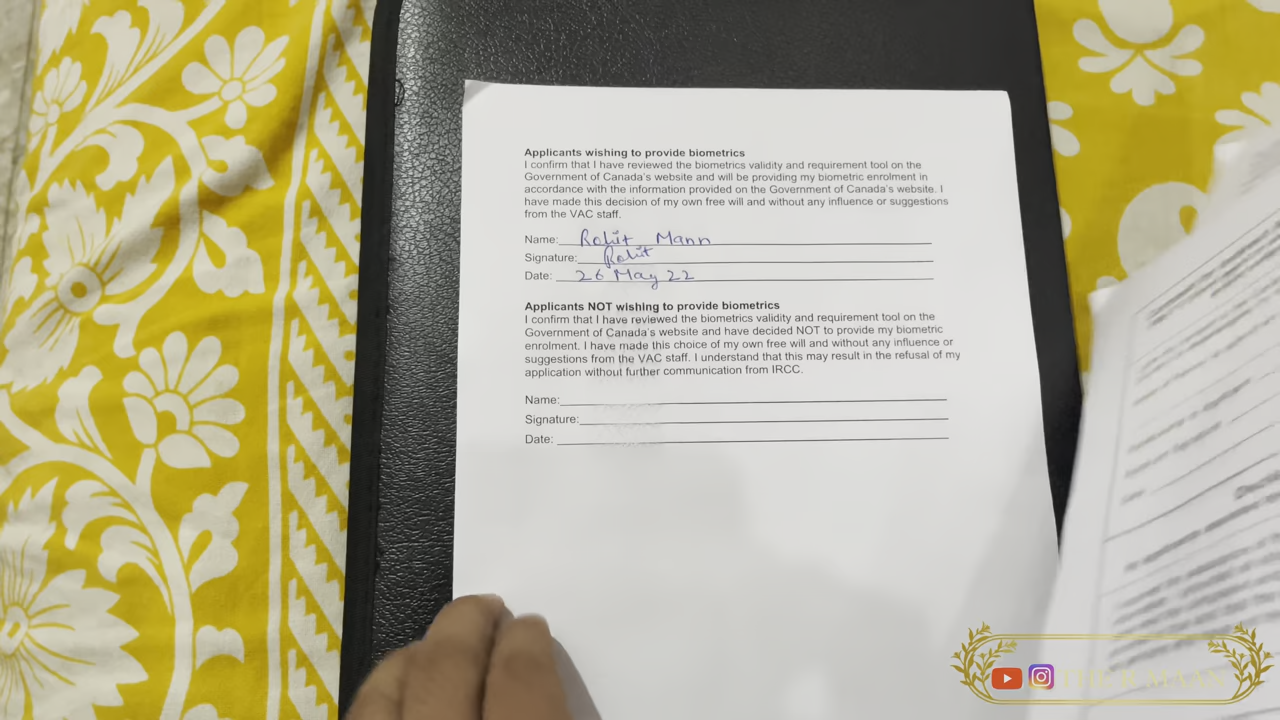 Applicants wishing to provide biometrics
I confirm that I have reviewed the biometrics validity and requirement tool on the
Government of Canada's website and will be providing my biometric enrolment in
accordance with the information provided on the Government of Canada's website. I
have made this decision of my own free will and without any influence or suggestions
from the VAC staff.
Name: Rohit Mann
Signature: Rohit
Date: 26 May 22
Applicants NOT wishing to provide biometrics
I confirm that I have reviewed the biometrics validity and requirement tool on the
Government of Canada's website and have decided NOT to provide my biometric
enrolment. I have made this choice of my own free will and without any influence or
suggestions from the VAC staff. I understand that this may result in the refusal of my
application without further communication from IRCC.
Name:
Signature:
Date: